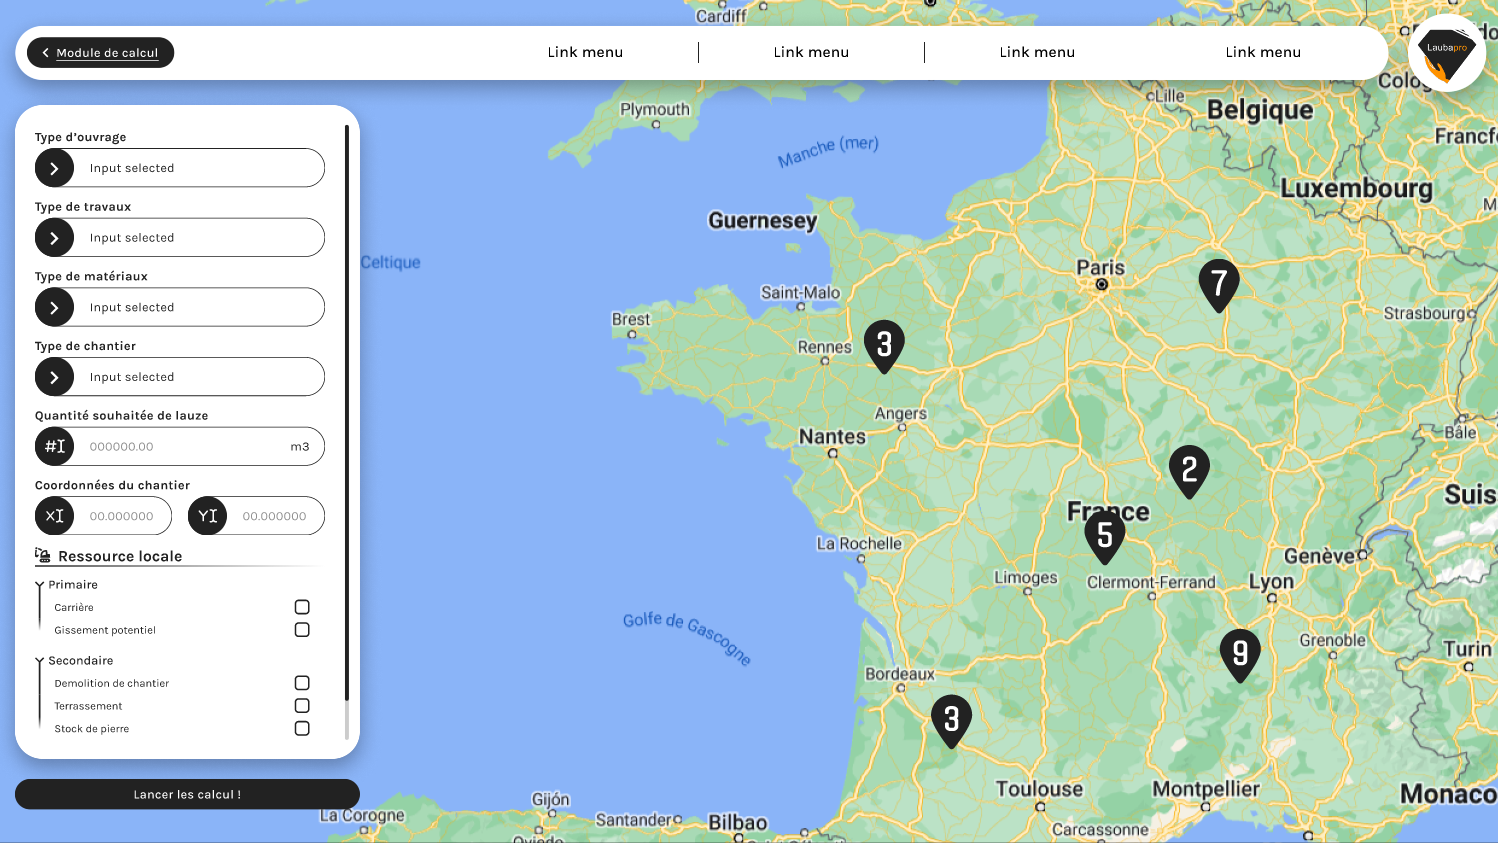 Cardiff
Module de calcul
Link menu
Link menu
Link menu
Link menu
Laubapro
Type d'ouvrage
Input selected
Type de travaux
Input selected
Type de matériaux
Input selected
Type de chantier
Input selected
Quantité souhaitée de lauze
#
000000.00
m3
Coordonnées du chantier
X
00.000000
Y
00.000000
Ressource locale
Primaire
Carrière
Gissement potentiel
Secondaire
Demolition de chantier
Terrassement
Stock de pierre
Lancer les calcul !
Plymouth
Lille
Belgique
Colo
Francf
Manche (mer)
Luxembourg
Guernesey
Celtique
Paris
7
Saint-Malo
Brest
Strasbourg
Rennes
3
Angers
Nantes
Bâle
2
Suis
France
5
La Rochelle
Genève
Limoges
Clermont-Ferrand
Lyon
Golfe de Gascogne
Grenoble
Turin
9
Bordeaux
3
Toulouse
Montpellier
Monaco
Gijón
La Corogne
Santander
Bilbao
Carcassonne